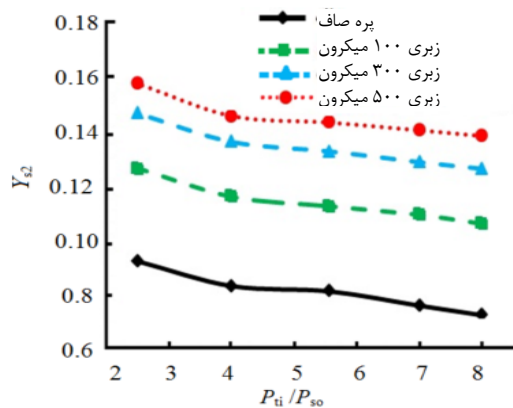 پره صاف
زبری ۱۰۰ میکرون
زبری ۳۰۰ میکرون
زبری ۵۰۰ میکرون
0.18
0.16
0.14
0.12
0.10
0.8
0.6
Ys2
2 3 4 5 6 7 8
Pti /Pso